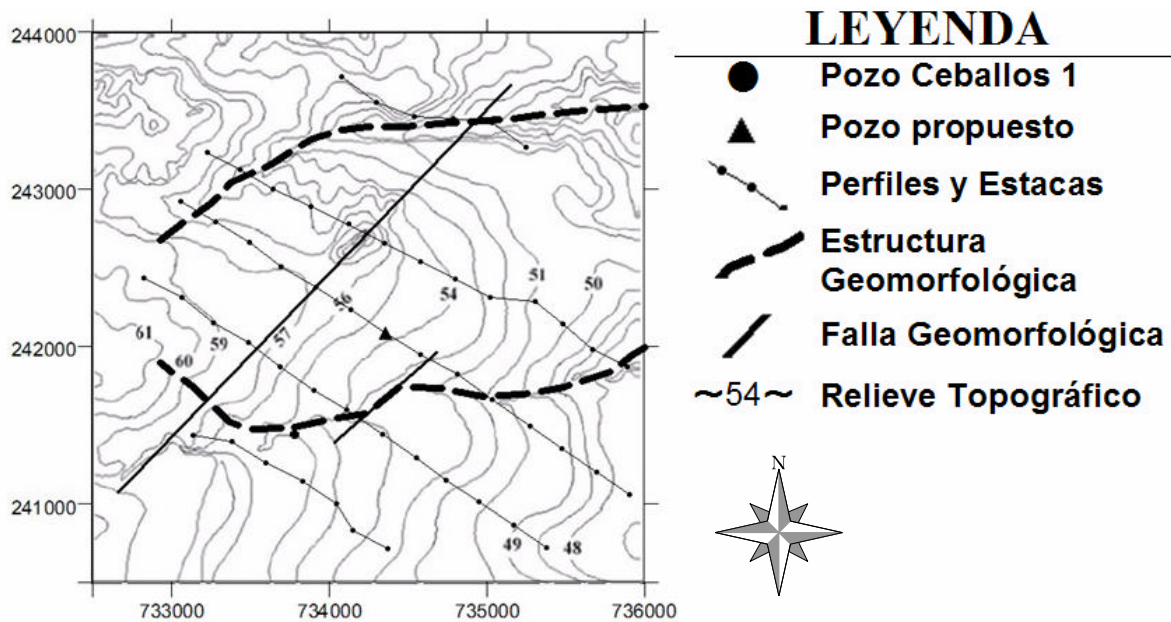 LEYENDA
Pozo Ceballos 1
Pozo propuesto
Perfiles y Estacas
Estructura
Geomorfológica
Falla Geomorfológica
~54~ Relieve Topográfico
N
244000
243000
242000
241000
733000 734000 735000 736000
61
60
59
57
56
54
51
50
49
48